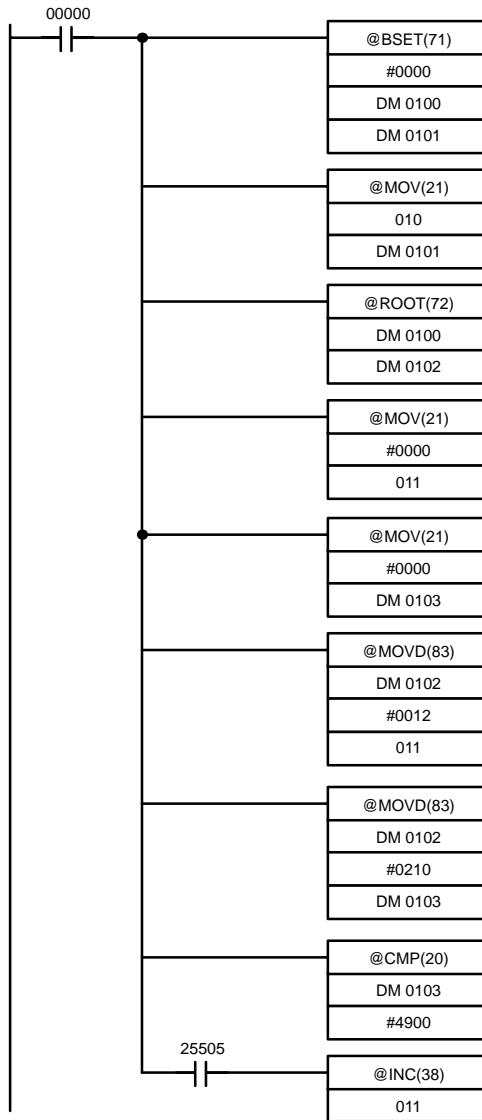 00000
@BSET(71)
#0000
DM 0100
DM 0101
@MOV(21)
010
DM 0101
@ROOT(72)
DM 0100
DM 0102
@MOV(21)
#0000
011
@MOV(21)
#0000
DM 0103
@MOVD(83)
DM 0102
#0012
011
@MOVD(83)
DM 0102
#0210
DM 0103
@CMP(20)
DM 0103
#4900
25505
@INC(38)
011